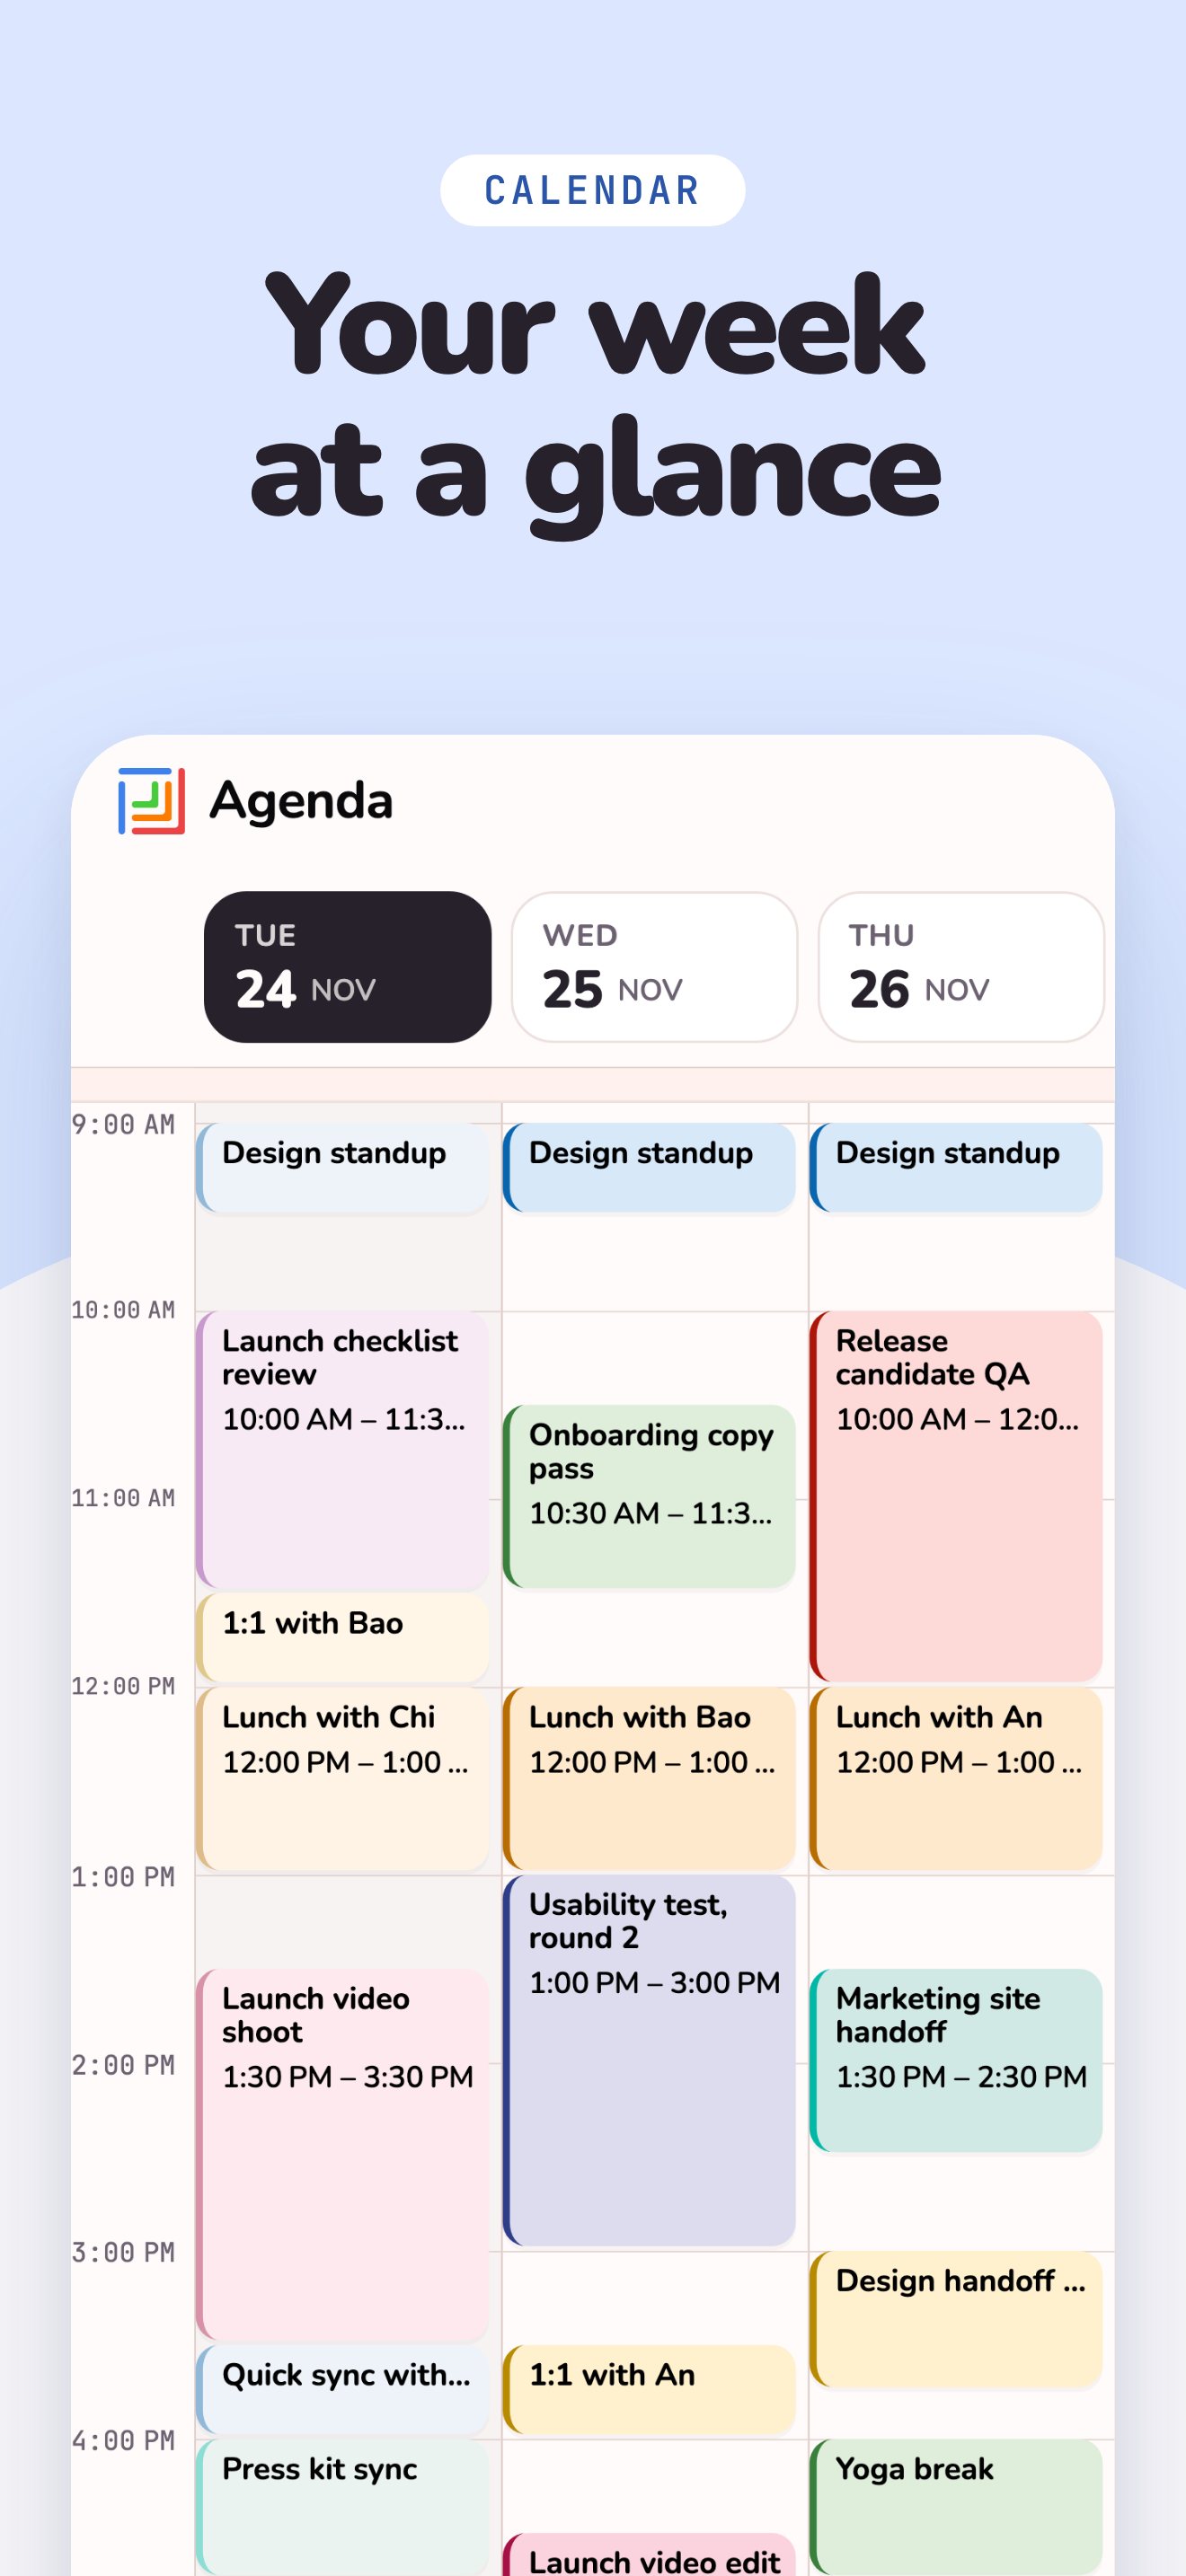 CALENDAR
Your week
at a glance
Agenda
TUE
24 NOV
WED
25 NOV
THU
26 NOV
9:00 AM
Design standup
Design standup
Design standup
10:00 AM
Launch checklist
review
10:00 AM – 11:3...
Release
candidate QA
10:00 AM – 12:0...
Onboarding copy
pass
10:30 AM – 11:3...
11:00 AM
1:1 with Bao
12:00 PM
Lunch with Chi
12:00 PM – 1:00 ...
Lunch with Bao
12:00 PM – 1:00 ...
Lunch with An
12:00 PM – 1:00 ...
1:00 PM
Usability test,
round 2
1:00 PM – 3:00 PM
Launch video
shoot
1:30 PM – 3:30 PM
Marketing site
handoff
1:30 PM – 2:30 PM
2:00 PM
3:00 PM
Design handoff ...
Quick sync with...
1:1 with An
4:00 PM
Press kit sync
Yoga break
Launch video edit